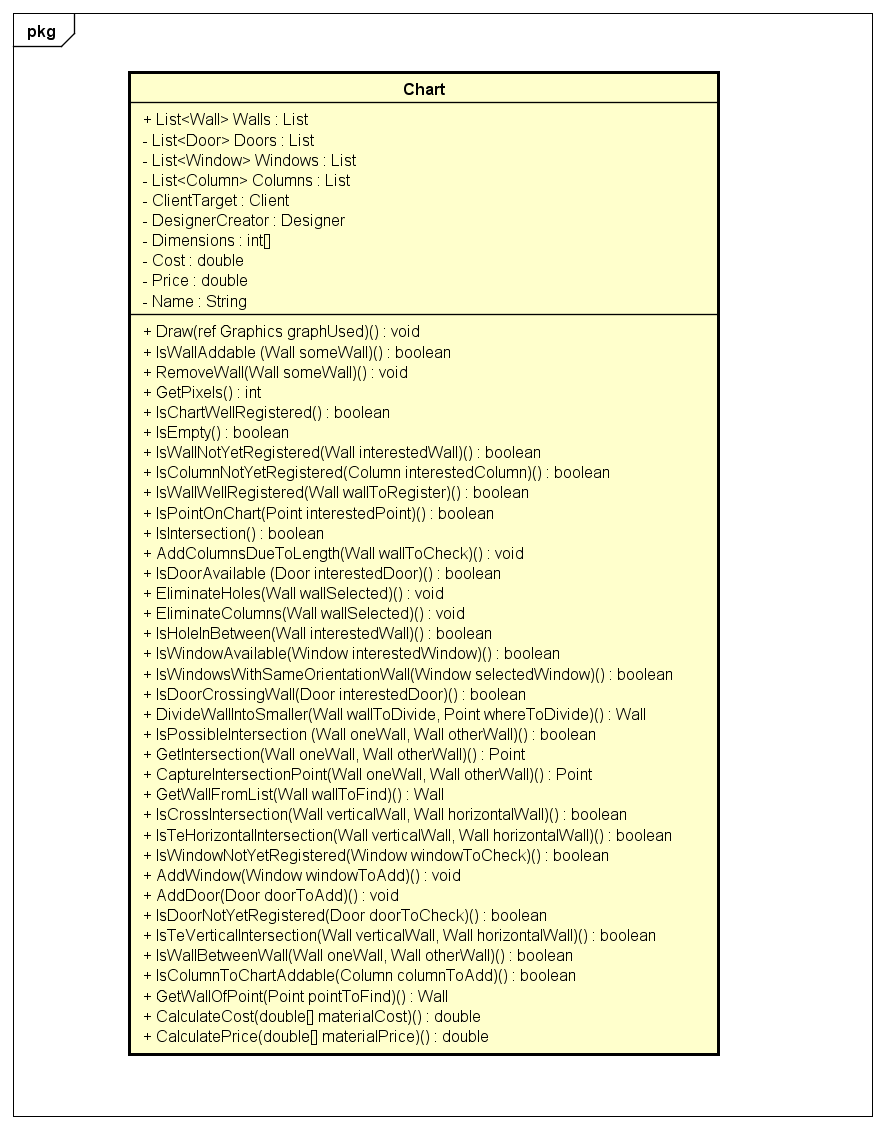 pkg
Chart
+ List<Wall> Walls : List
- List<Door> Doors : List
- List<Window> Windows : List
- List<Column> Columns : List
- ClientTarget : Client
- DesignerCreator : Designer
- Dimensions : int[]
- Cost : double
- Price : double
- Name : String
+ Draw(ref Graphics graphUsed)() : void
+ IsWallAddable (Wall someWall)() : boolean
+ RemoveWall(Wall someWall)() : void
+ GetPixels() : int
+ IsChartWellRegistered() : boolean
+ IsEmpty() : boolean
+ IsWallNotYetRegistered(Wall interestedWall)() : boolean
+ IsColumnNotYetRegistered(Column interestedColumn)() : boolean
+ IsWallWellRegistered(Wall wallToRegister)() : boolean
+ IsPointOnChart(Point interestedPoint)() : boolean
+ IsIntersection() : boolean
+ AddColumnsDueToLength(Wall wallToCheck)() : void
+ IsDoorAvailable (Door interestedDoor)() : boolean
+ EliminateHoles(Wall wallSelected)() : void
+ EliminateColumns(Wall wallSelected)() : void
+ IsHoleInBetween(Wall interestedWall)() : boolean
+ IsWindowAvailable(Window interestedWindow)() : boolean
+ IsWindowsWithSameOrientationWall(Window selectedWindow)() : boolean
+ IsDoorCrossingWall(Door interestedDoor)() : boolean
+ DivideWallIntoSmaller(Wall wallToDivide, Point whereToDivide)() : Wall
+ IsPossibleIntersection (Wall oneWall, Wall otherWall)() : boolean
+ GetIntersection(Wall oneWall, Wall otherWall)() : Point
+ CaptureIntersectionPoint(Wall oneWall, Wall otherWall)() : Point
+ GetWallFromList(Wall wallToFind)() : Wall
+ IsCrossIntersection(Wall verticalWall, Wall horizontalWall)() : boolean
+ IsTeHorizontalIntersection(Wall verticalWall, Wall horizontalWall)() : boolean
+ IsWindowNotYetRegistered(Window windowToCheck)() : boolean
+ AddWindow(Window windowToAdd)() : void
+ AddDoor(Door doorToAdd)() : void
+ IsDoorNotYetRegistered(Door doorToCheck)() : boolean
+ IsTeVerticalIntersection(Wall verticalWall, Wall horizontalWall)() : boolean
+ IsWallBetweenWall(Wall oneWall, Wall otherWall)() : boolean
+ IsColumnToChartAddable(Column columnToAdd)() : boolean
+ GetWallOfPoint(Point pointToFind)() : Wall
+ CalculateCost(double[] materialCost)() : double
+ CalculatePrice(double[] materialPrice)() : double